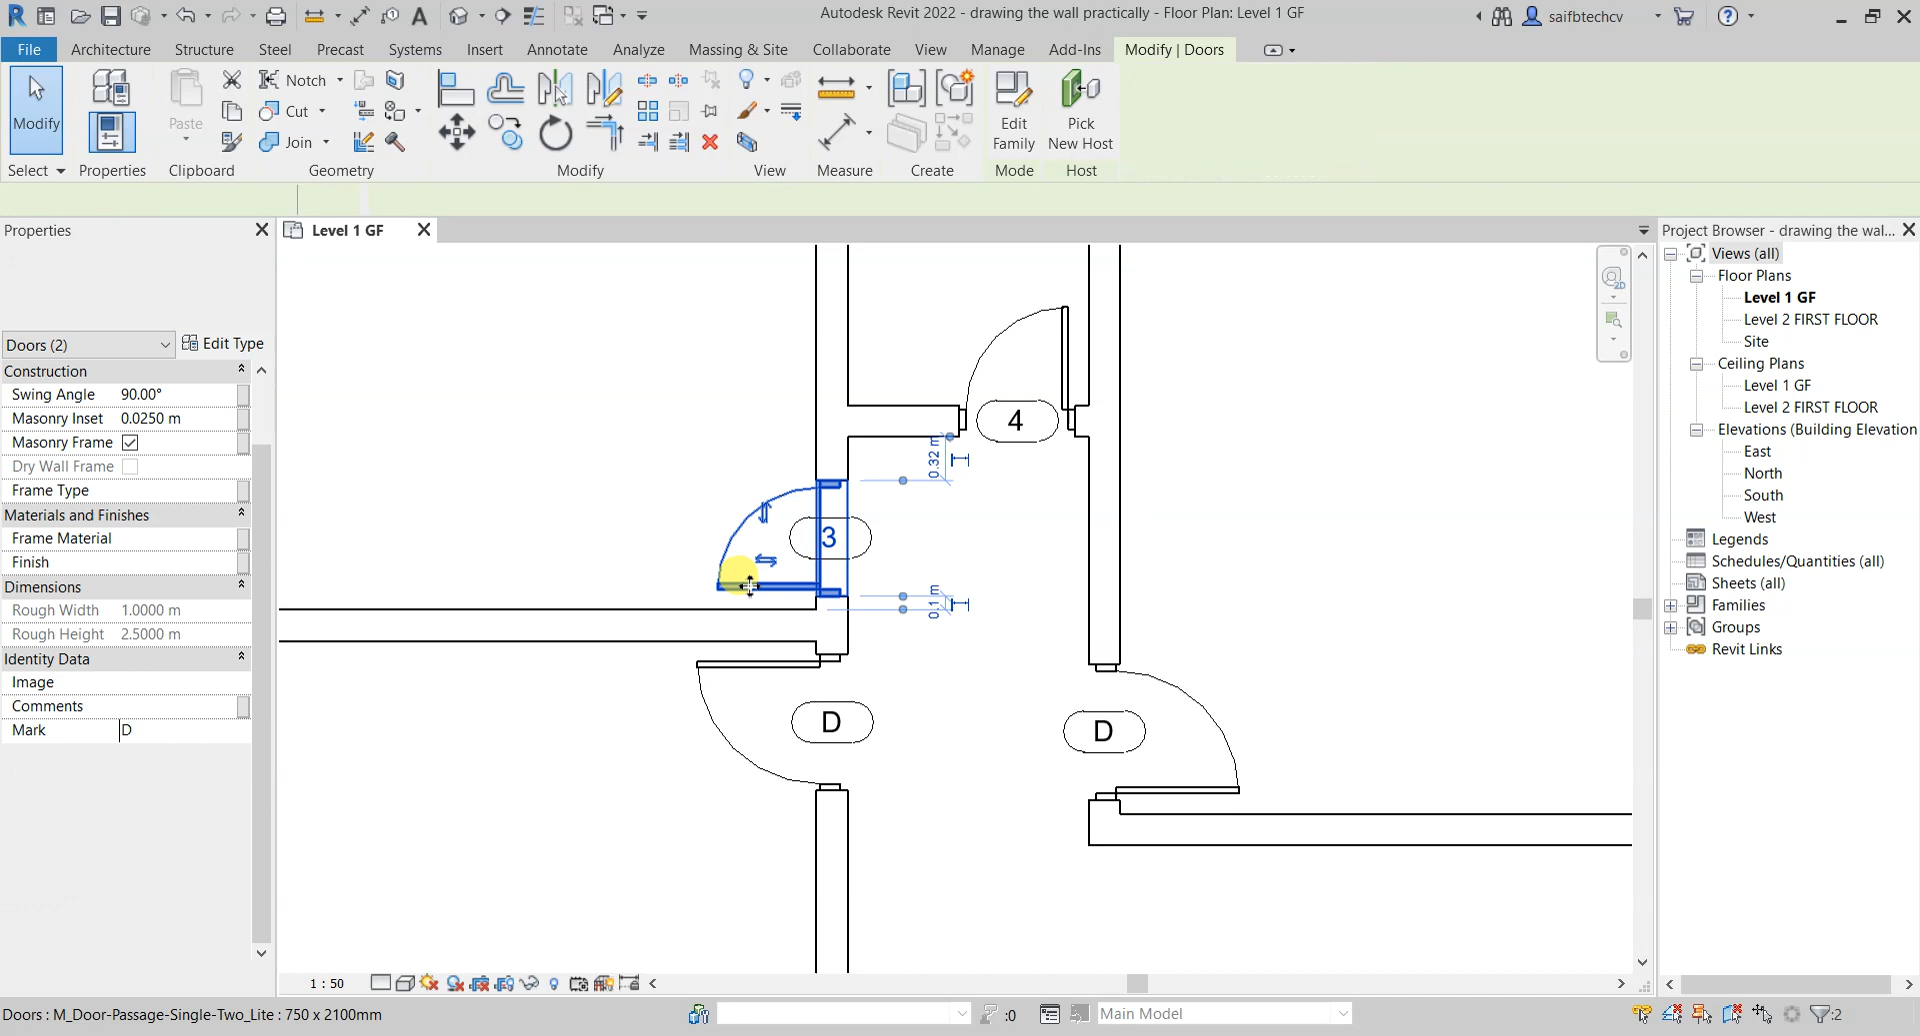 Autodesk Revit 2022 - drawing the wall practically - Floor Plan: Level 1 GF
saifbtechcv
File Architecture Structure Steel Precast Systems Insert Annotate Analyze Massing & Site Collaborate View Manage Add-Ins Modify | Doors
Modify
Paste
Notch
Cut
Join
Edit Family
Pick New Host
Select Properties Clipboard Geometry Modify View Measure Create Mode Host
Properties
Level 1 GF
Project Browser - drawing the wal...
Doors (2)
Edit Type
Construction
Swing Angle 90.00°
Masonry Inset 0.0250 m
Masonry Frame
Dry Wall Frame
Frame Type
Materials and Finishes
Frame Material
Finish
Dimensions
Rough Width 1.0000 m
Rough Height 2.5000 m
Identity Data
Image
Comments
Mark D
4
0.32 m
3
0.1 m
D
D
Views (all)
Floor Plans
Level 1 GF
Level 2 FIRST FLOOR
Site
Ceiling Plans
Level 1 GF
Level 2 FIRST FLOOR
Elevations (Building Elevation
East
North
South
West
Legends
Schedules/Quantities (all)
Sheets (all)
Families
Groups
Revit Links
1 : 50
Doors : M_Door-Passage-Single-Two_Lite : 750 x 2100mm
:0
Main Model
:2